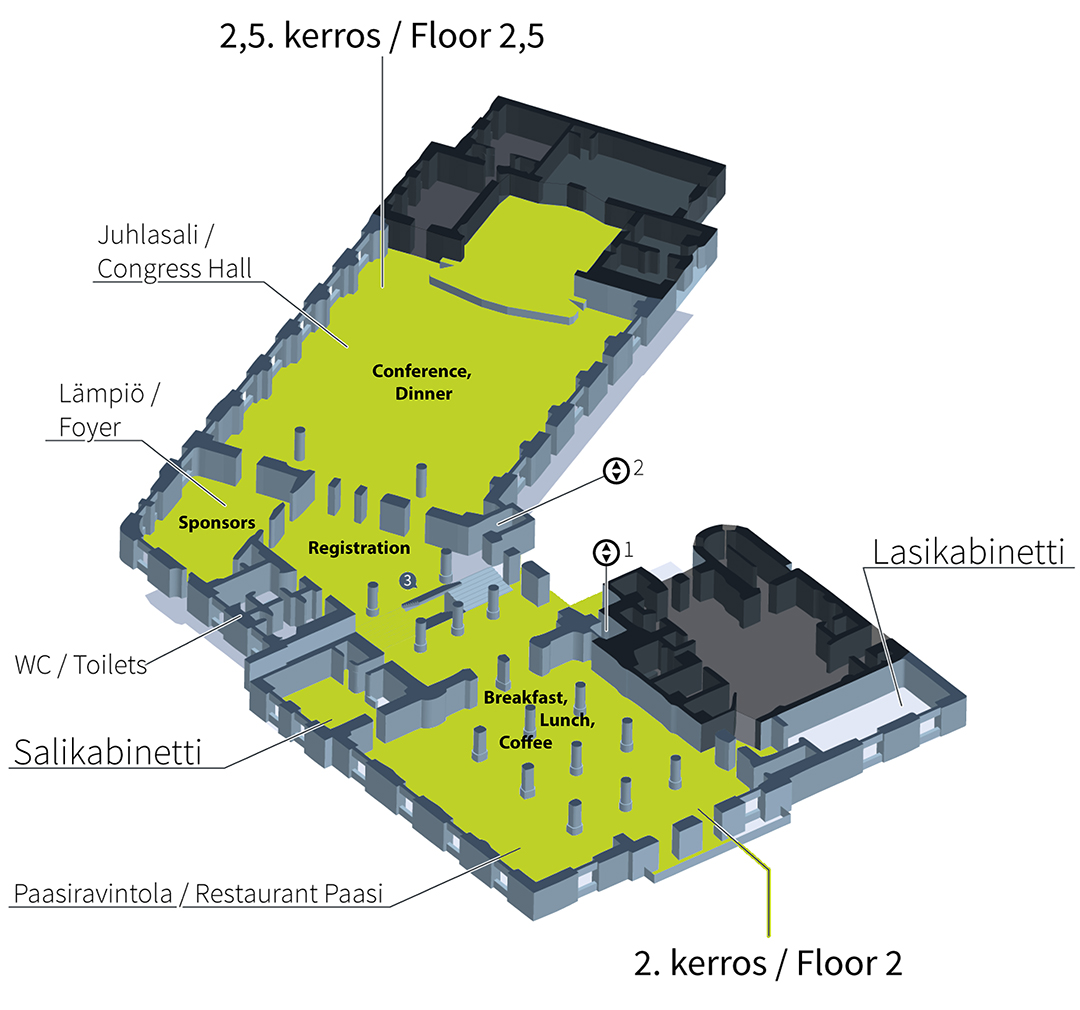 2,5. kerros / Floor 2,5
Juhlasali /
Congress Hall
Conference,
Dinner
Lämpiö /
Foyer
2
Sponsors
Registration
1
Lasikabinetti
3
WC / Toilets
Breakfast,
Lunch,
Coffee
Salikabinetti
Paasiravintola / Restaurant Paasi
2. kerros / Floor 2